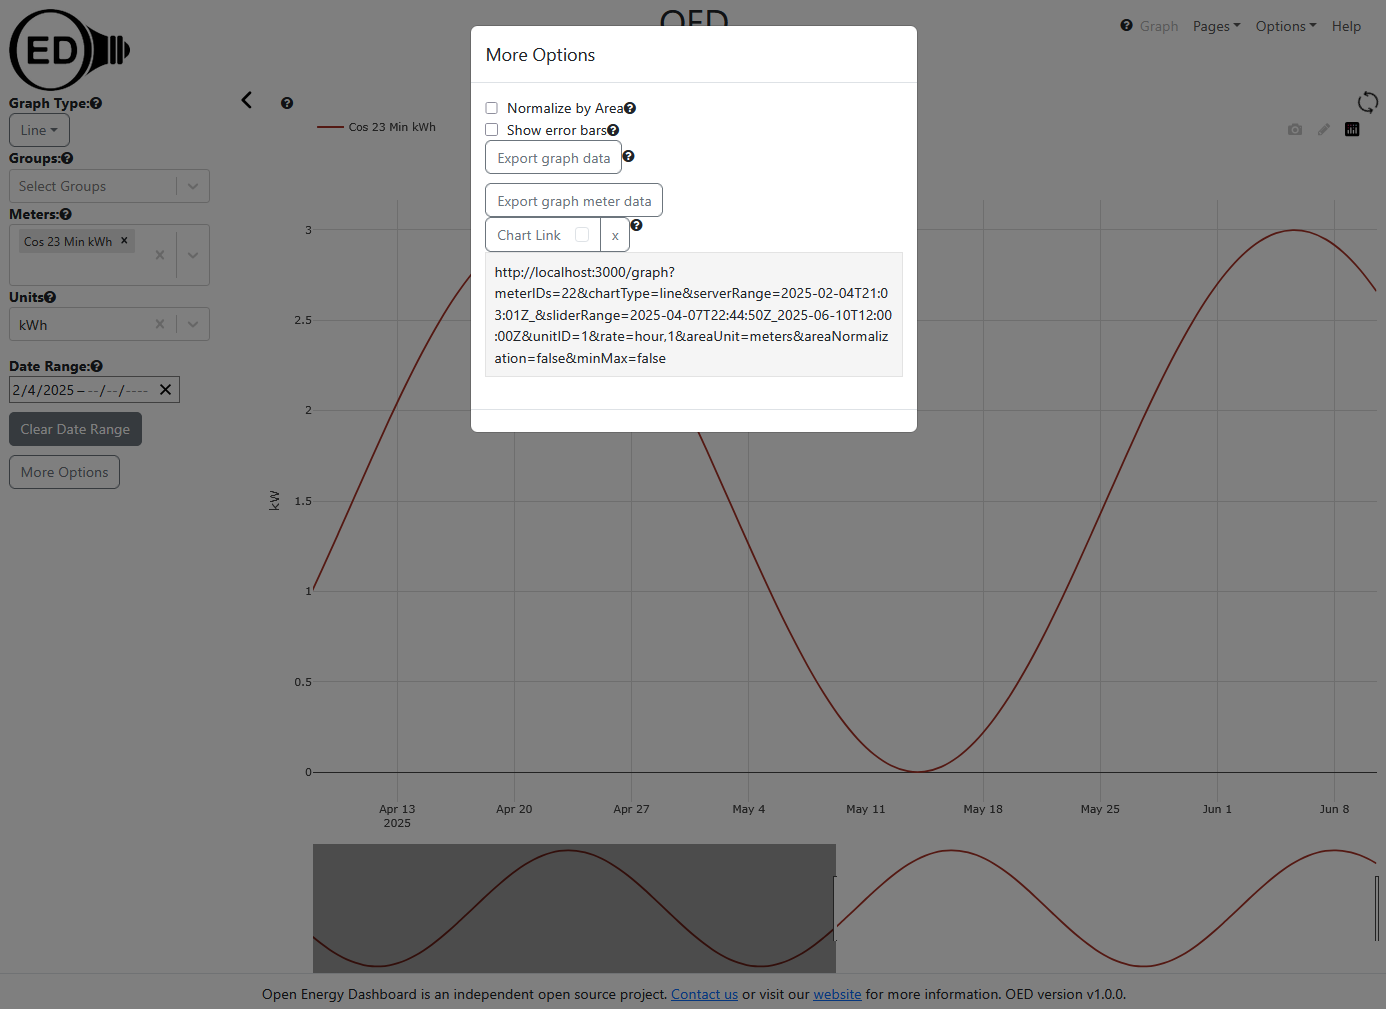 ED
OED
Graph
Pages
Options
Help
Graph Type:
Line
Groups:
Select Groups
Meters:
Cos 23 Min kWh ×
Units
kWh
Date Range:
2/4/2025 – --/--/----
Clear Date Range
More Options
More Options
Normalize by Area
Show error bars
Export graph data
Export graph meter data
Chart Link
x
http://localhost:3000/graph?
meterIDs=22&chartType=line&serverRange=2025-02-04T21:0
3:01Z_&sliderRange=2025-04-07T22:44:50Z_2025-06-10T12:00
:00Z&unitID=1&rate=hour,1&areaUnit=meters&areaNormaliz
ation=false&minMax=false
Cos 23 Min kWh
3
2.5
2
1.5
1
0.5
0
kW
Apr 13
2025
Apr 20
Apr 27
May 4
May 11
May 18
May 25
Jun 1
Jun 8
Open Energy Dashboard is an independent open source project. Contact us or visit our website for more information. OED version v1.0.0.